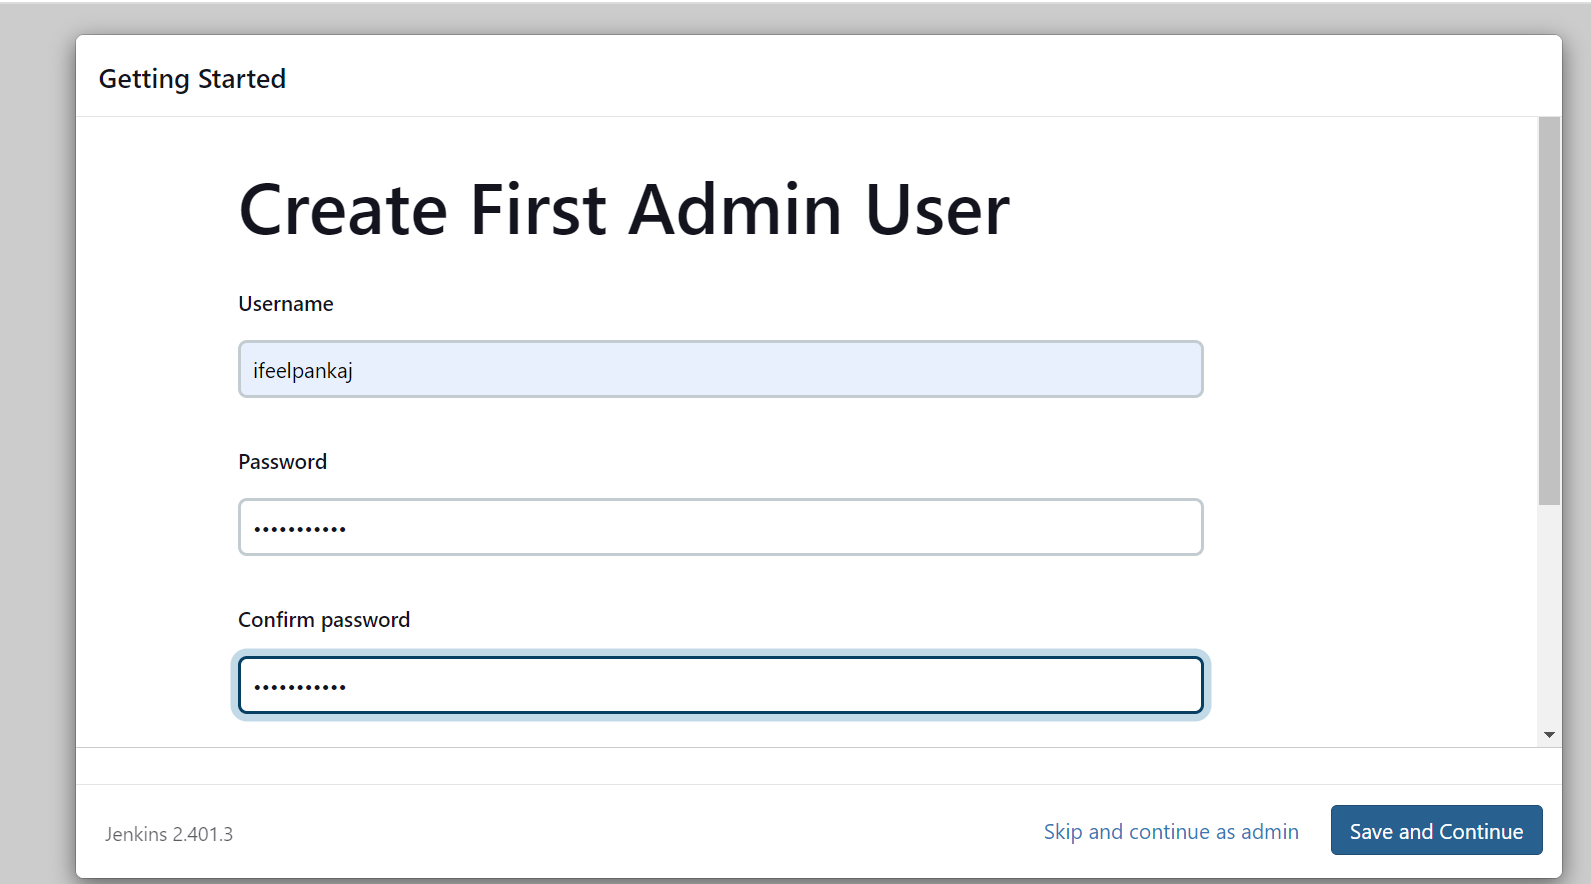 Getting Started
Create First Admin User
Username
ifeelpankaj
Password
•••••••••••
Confirm password
•••••••••••
Jenkins 2.401.3
Skip and continue as admin
Save and Continue